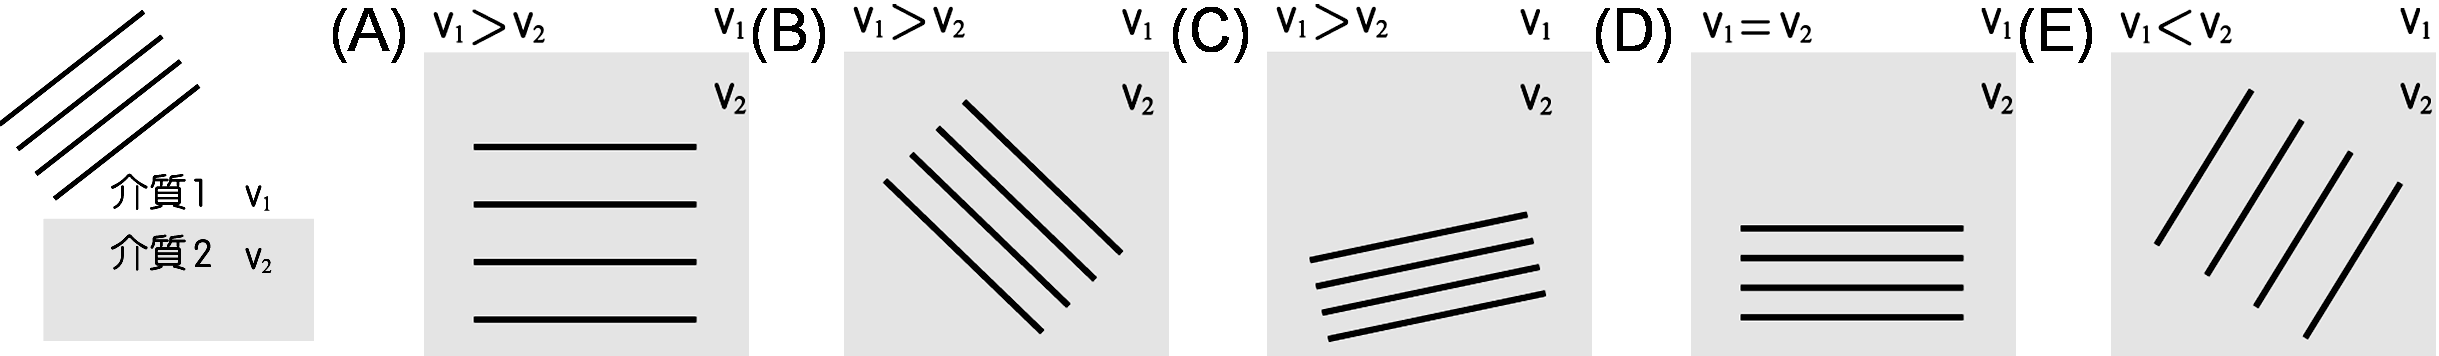 介質1 v₁
介質2 v₂
(A) v₁>v₂ v₁
v₂
(B) v₁>v₂ v₁
v₂
(C) v₁>v₂ v₁
v₂
(D) v₁=v₂ v₁
v₂
(E) v₁<v₂ v₁
v₂